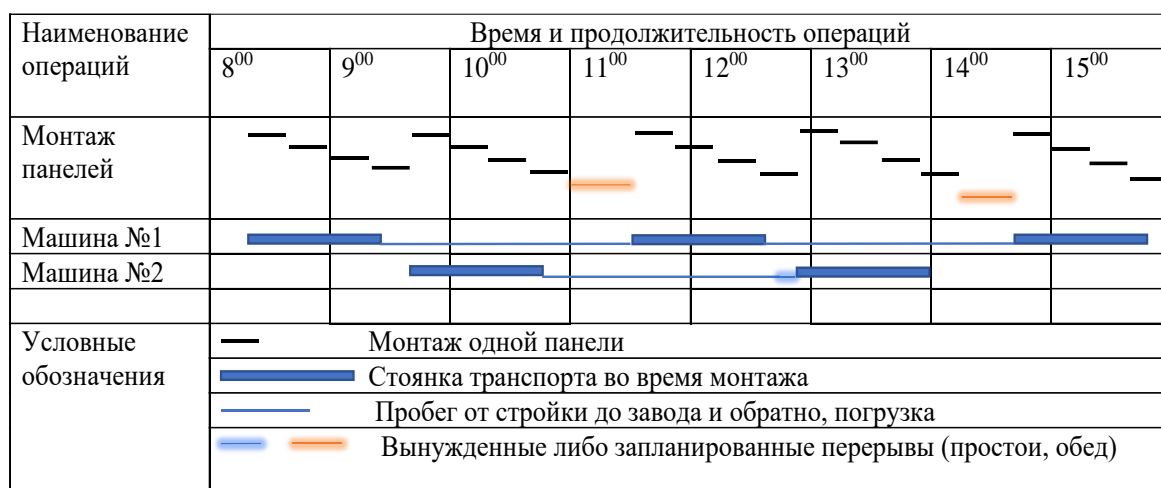 Наименование операций
Время и продолжительность операций
8⁰⁰ 9⁰⁰ 10⁰⁰ 11⁰⁰ 12⁰⁰ 13⁰⁰ 14⁰⁰ 15⁰⁰
Монтаж
панелей
Машина №1
Машина №2
Условные
обозначения
Монтаж одной панели
Стоянка транспорта во время монтажа
Пробег от стройки до завода и обратно, погрузка
Вынужденные либо запланированные перерывы (простои, обед)